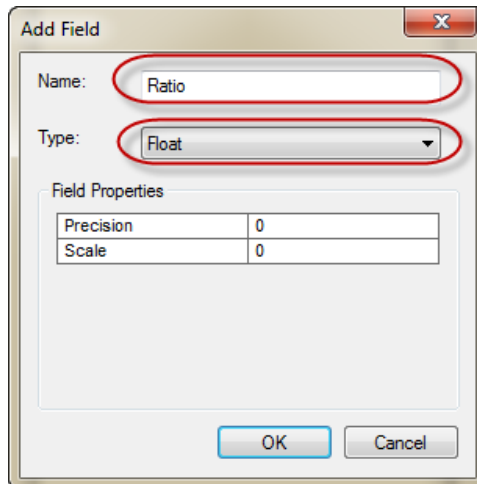 Add Field
Name: Ratio
Type: Float
Field Properties
Precision 0
Scale 0
OK Cancel